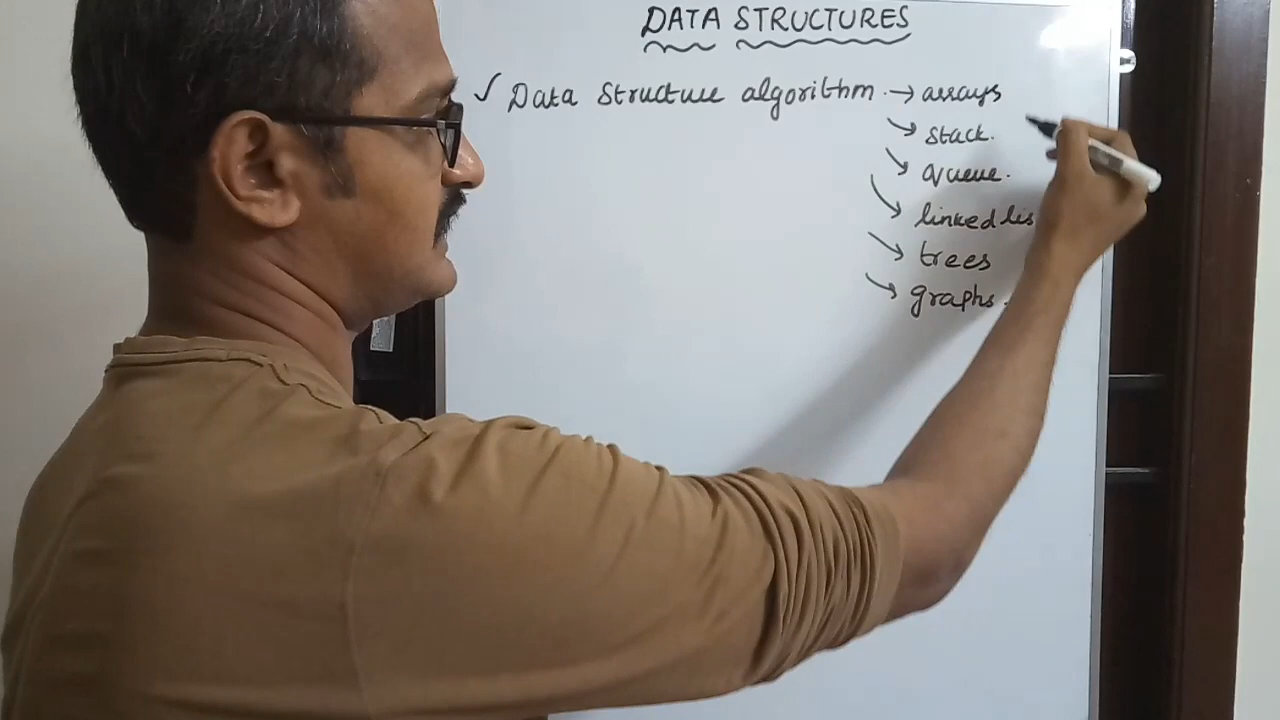 DATA STRUCTURES
✓ Data Structure algorithm. → arrays
→ stack.
→ queue.
→ linked lis
→ trees
→ graphs.